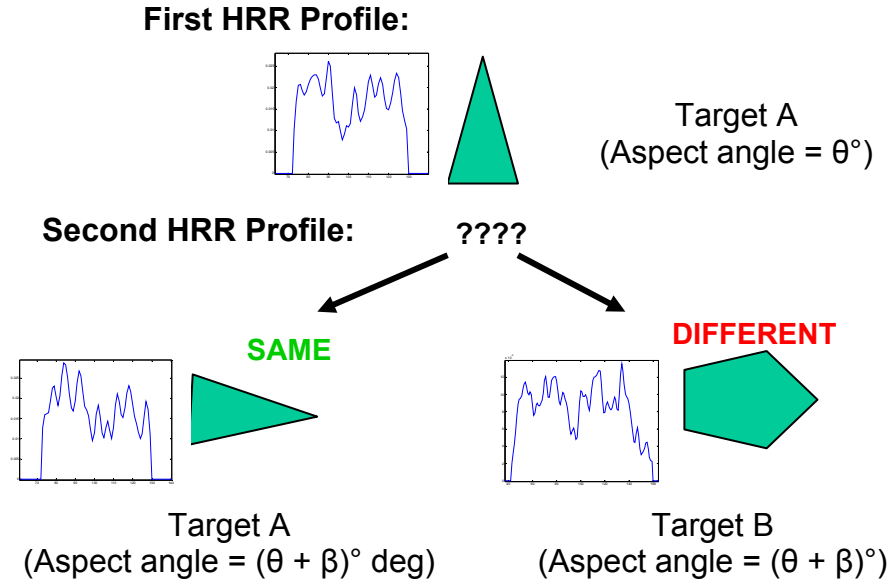 First HRR Profile:
Target A
(Aspect angle = θ°)
Second HRR Profile:
????
SAME
DIFFERENT
Target A
(Aspect angle = (θ + β)° deg)
Target B
(Aspect angle = (θ + β)°)